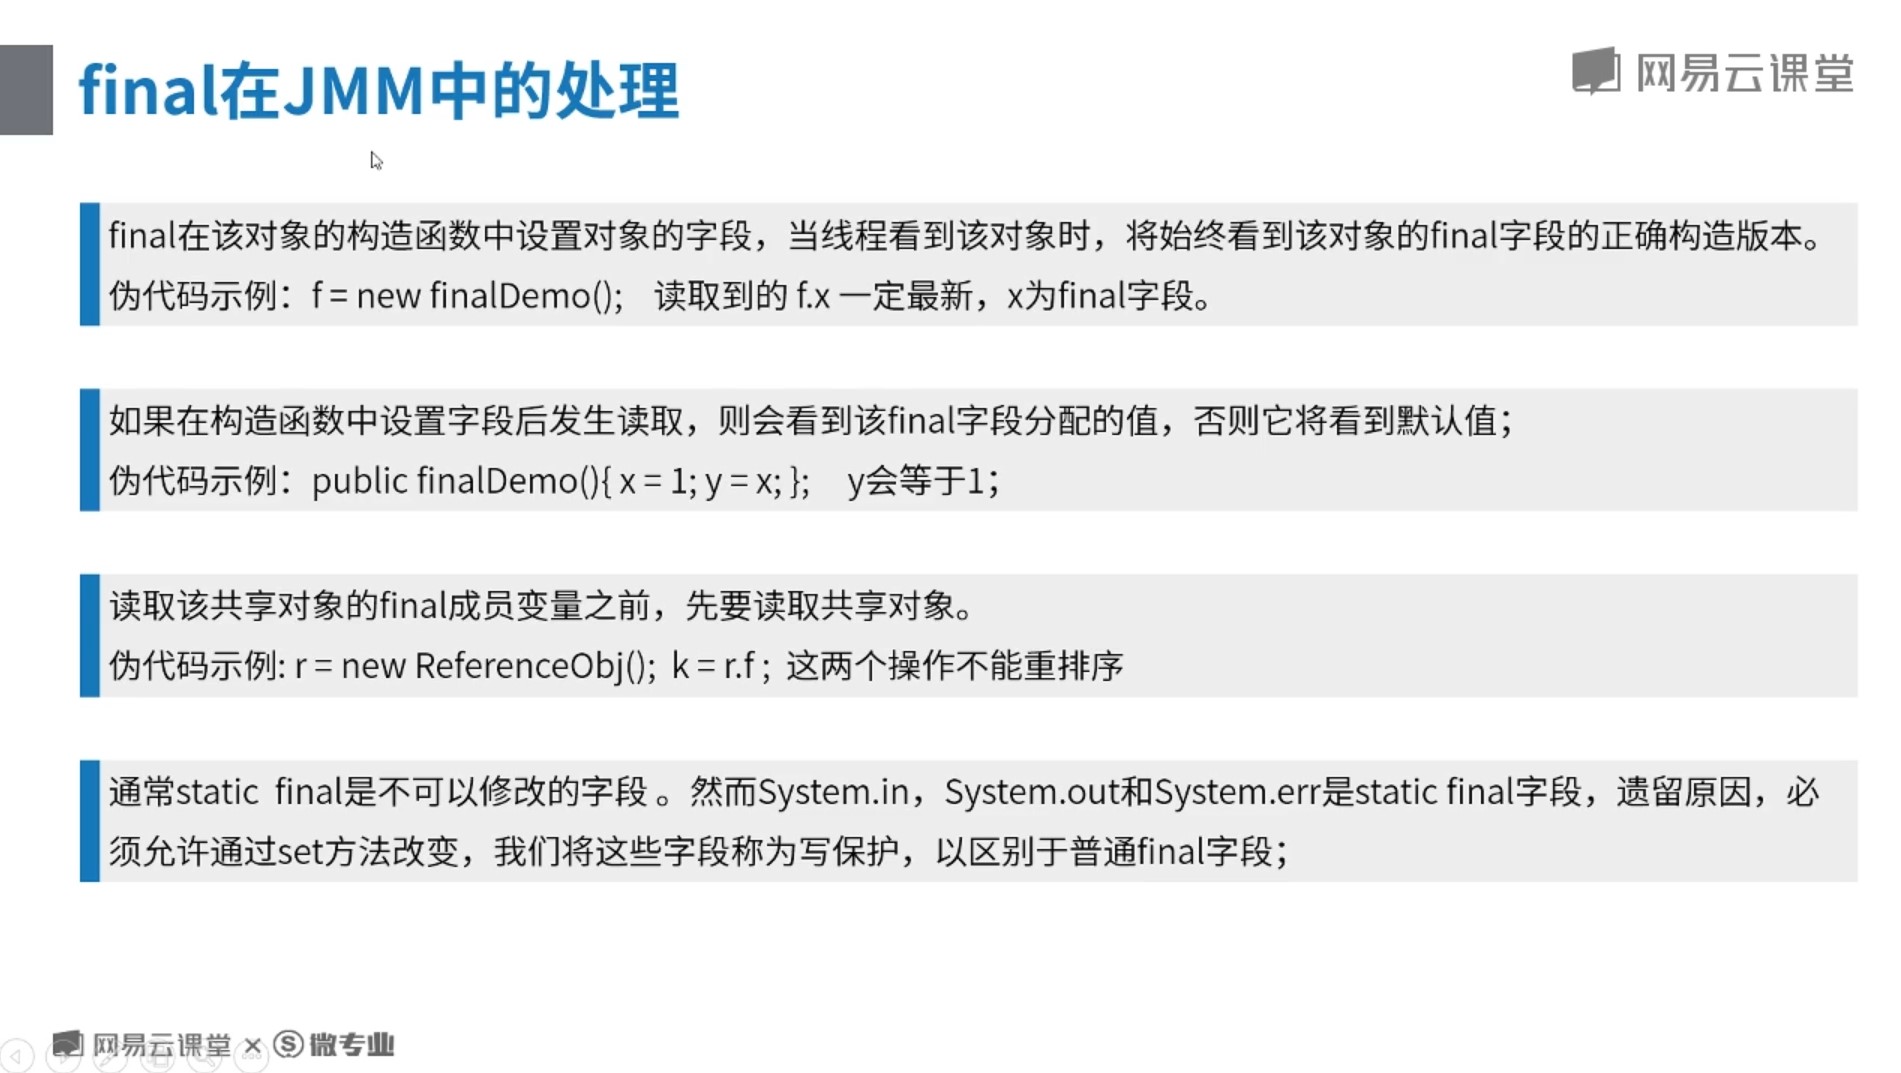 final在JMM中的处理
网易云课堂
final在该对象的构造函数中设置对象的字段，当线程看到该对象时，将始终看到该对象的final字段的正确构造版本。
伪代码示例：f = new finalDemo(); 读取到的 f.x 一定最新，x为final字段。
如果在构造函数中设置字段后发生读取，则会看到该final字段分配的值，否则它将看到默认值；
伪代码示例：public finalDemo(){ x = 1; y = x; }; y会等于1；
读取该共享对象的final成员变量之前，先要读取共享对象。
伪代码示例: r = new ReferenceObj(); k = r.f ; 这两个操作不能重排序
通常static final是不可以修改的字段 。然而System.in，System.out和System.err是static final字段，遗留原因，必
须允许通过set方法改变，我们将这些字段称为写保护，以区别于普通final字段；
网易云课堂 × Ⓢ微专业